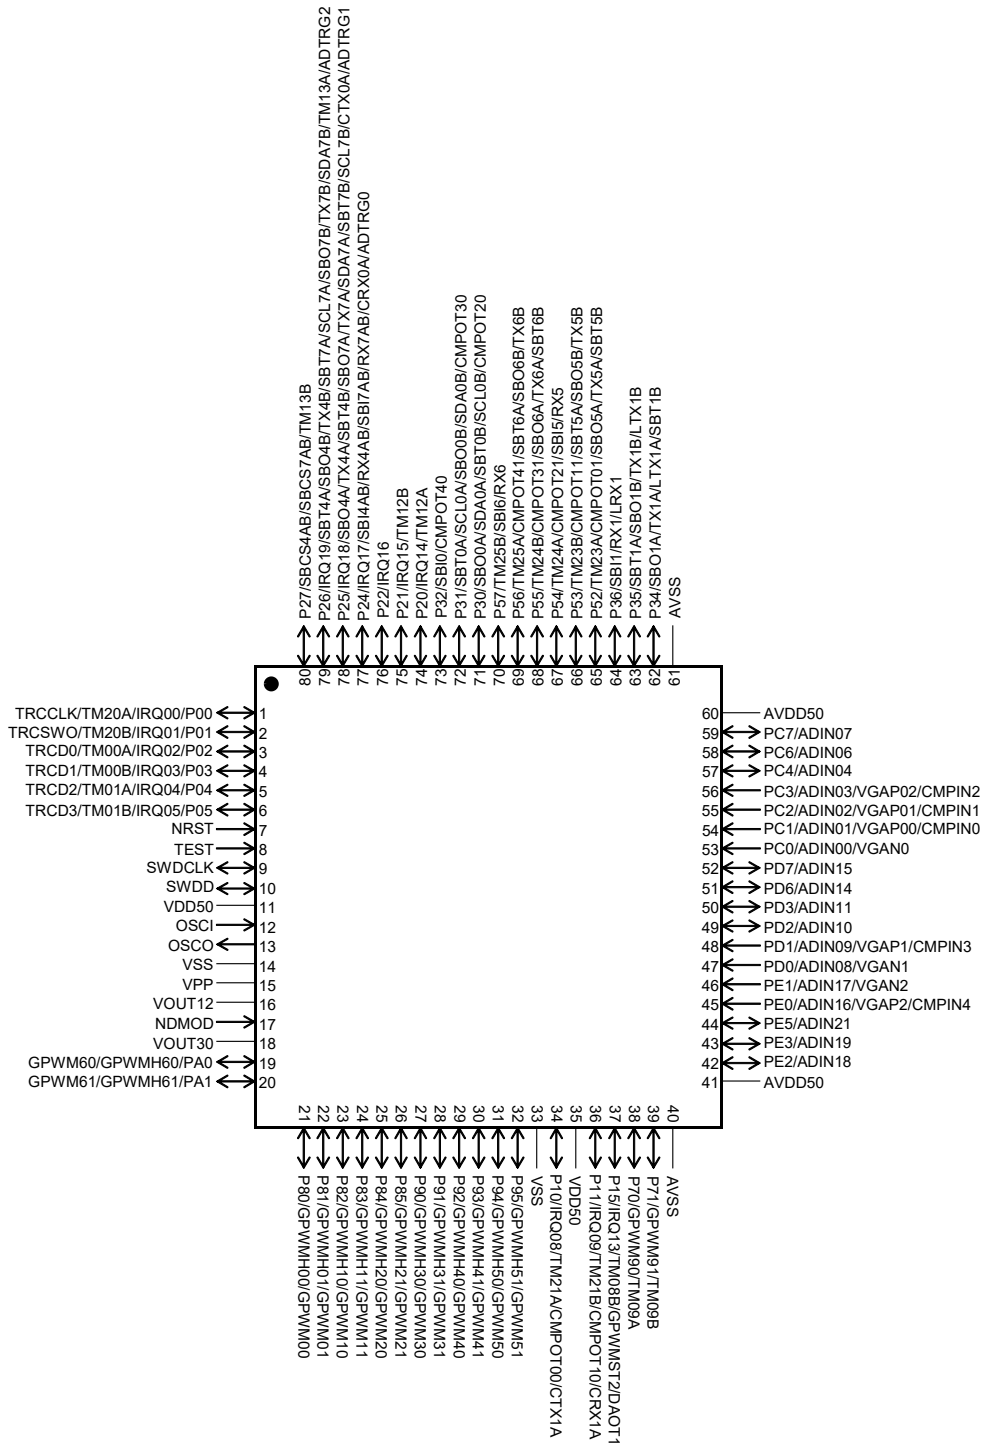 P27/SBCS4AB/SBCS7AB/TM13B
P26/IRQ19/SBT4A/SBO4B/TX4B/SBT7A/SCL7A/SBO7B/TX7B/SDA7B/TM13A/ADTRG2
P25/IRQ18/SBO4A/TX4A/SBT4B/SBO7A/TX7A/SDA7A/SBT7B/SCL7B/CTX0A/ADTRG1
P24/IRQ17/SBI4AB/RX4AB/SBI7AB/RX7AB/CRX0A/ADTRG0
P22/IRQ16
P21/IRQ15/TM12B
P20/IRQ14/TM12A
P32/SBI0/CMPOT40
P31/SBT0A/SCL0A/SBO0B/SDA0B/CMPOT30
P30/SBO0A/SDA0A/SBT0B/SCL0B/CMPOT20
P57/TM25B/SBI6/RX6
P56/TM25A/CMPOT41/SBT6A/SBO6B/TX6B
P55/TM24B/CMPOT31/SBO6A/TX6A/SBT6B
P54/TM24A/CMPOT21/SBI5/RX5
P53/TM23B/CMPOT11/SBT5A/SBO5B/TX5B
P52/TM23A/CMPOT01/SBO5A/TX5A/SBT5B
P36/SBI1/RX1/LRX1
P35/SBT1A/SBO1B/TX1B/LTX1B
P34/SBO1A/TX1A/LTX1A/SBT1B
AVSS
80 79 78 77 76 75 74 73 72 71 70 69 68 67 66 65 64 63 62 61
TRCCLK/TM20A/IRQ00/P00 1
TRCSWO/TM20B/IRQ01/P01 2
TRCD0/TM00A/IRQ02/P02 3
TRCD1/TM00B/IRQ03/P03 4
TRCD2/TM01A/IRQ04/P04 5
TRCD3/TM01B/IRQ05/P05 6
NRST 7
TEST 8
SWDCLK 9
SWDD 10
VDD50 11
OSCI 12
OSCO 13
VSS 14
VPP 15
VOUT12 16
NDMOD 17
VOUT30 18
GPWM60/GPWMH60/PA0 19
GPWM61/GPWMH61/PA1 20
60 AVDD50
59 PC7/ADIN07
58 PC6/ADIN06
57 PC4/ADIN04
56 PC3/ADIN03/VGAP02/CMPIN2
55 PC2/ADIN02/VGAP01/CMPIN1
54 PC1/ADIN01/VGAP00/CMPIN0
53 PC0/ADIN00/VGAN0
52 PD7/ADIN15
51 PD6/ADIN14
50 PD3/ADIN11
49 PD2/ADIN10
48 PD1/ADIN09/VGAP1/CMPIN3
47 PD0/ADIN08/VGAN1
46 PE1/ADIN17/VGAN2
45 PE0/ADIN16/VGAP2/CMPIN4
44 PE5/ADIN21
43 PE3/ADIN19
42 PE2/ADIN18
41 AVDD50
21 22 23 24 25 26 27 28 29 30 31 32 33 34 35 36 37 38 39 40
P80/GPWMH00/GPWM00
P81/GPWMH01/GPWM01
P82/GPWMH10/GPWM10
P83/GPWMH11/GPWM11
P84/GPWMH20/GPWM20
P85/GPWMH21/GPWM21
P90/GPWMH30/GPWM30
P91/GPWMH31/GPWM31
P92/GPWMH40/GPWM40
P93/GPWMH41/GPWM41
P94/GPWMH50/GPWM50
P95/GPWMH51/GPWM51
VSS
P10/IRQ08/TM21A/CMPOT00/CTX1A
VDD50
P11/IRQ09/TM21B/CMPOT10/CRX1A
P15/IRQ13/TM08B/GPWMST2/DAOT1
P70/GPWM90/TM09A
P71/GPWM91/TM09B
AVSS